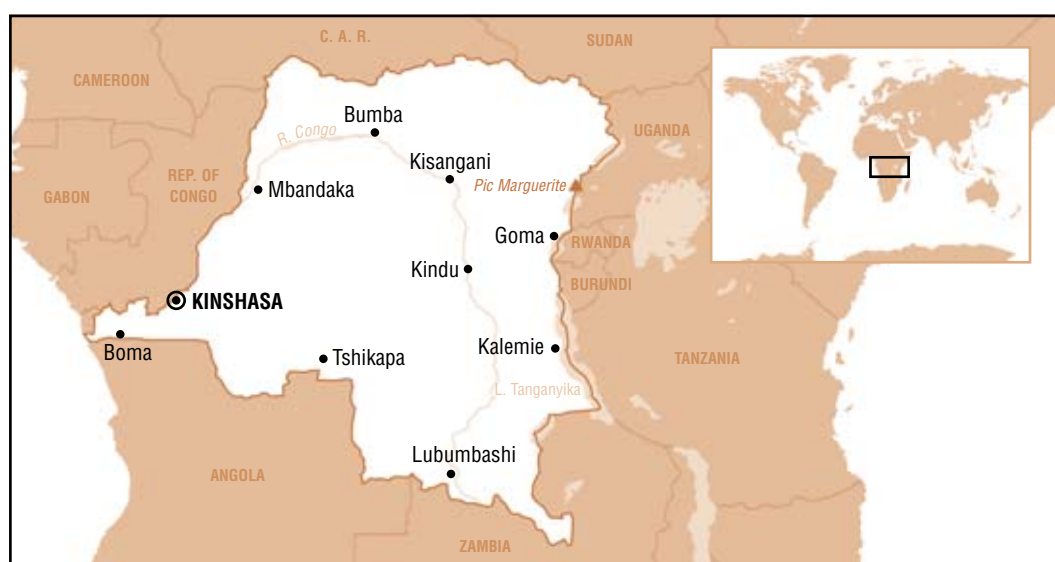 C. A. R.
SUDAN
CAMEROON
Bumba
R. Congo
UGANDA
Kisangani
REP. OF
CONGO
Pic Marguerite
GABON
Mbandaka
Goma
RWANDA
Kindu
BURUNDI
KINSHASA
Boma
Kalemie
Tshikapa
TANZANIA
L. Tanganyika
Lubumbashi
ANGOLA
ZAMBIA